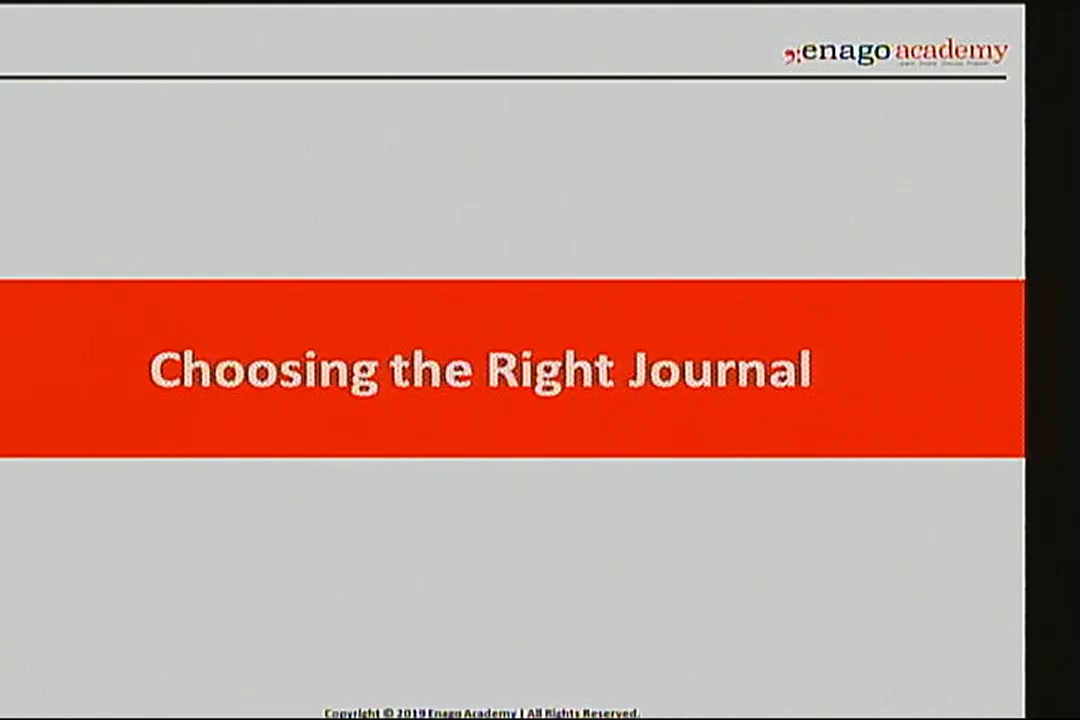 enago academy
Choosing the Right Journal
Copyright © 2019 Enago Academy | All Rights Reserved.